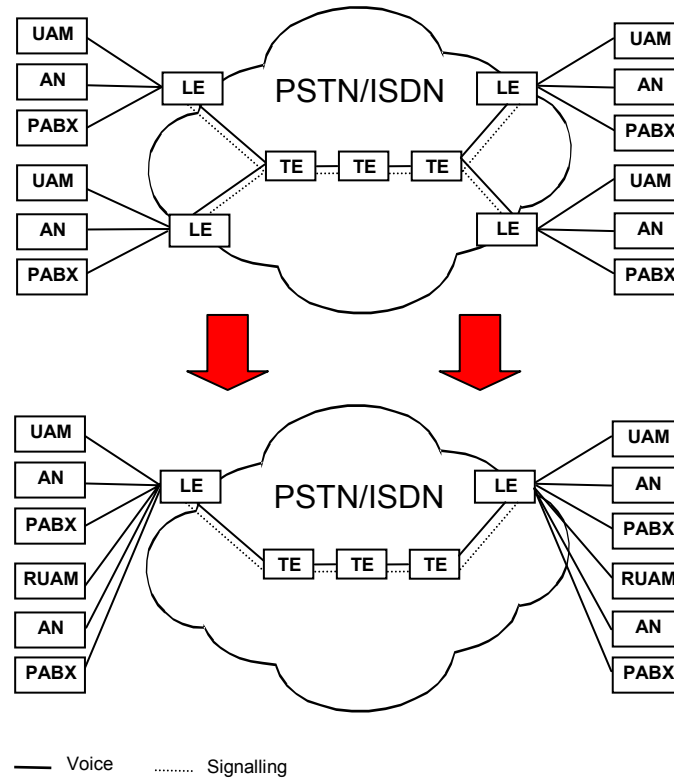 UAM
UAM
AN
LE
PSTN/ISDN
LE
AN
PABX
PABX
TE
TE
TE
UAM
UAM
AN
LE
LE
AN
PABX
PABX
UAM
UAM
AN
LE
PSTN/ISDN
LE
AN
PABX
PABX
TE
TE
TE
RUAM
RUAM
AN
AN
PABX
PABX
Voice
Signalling